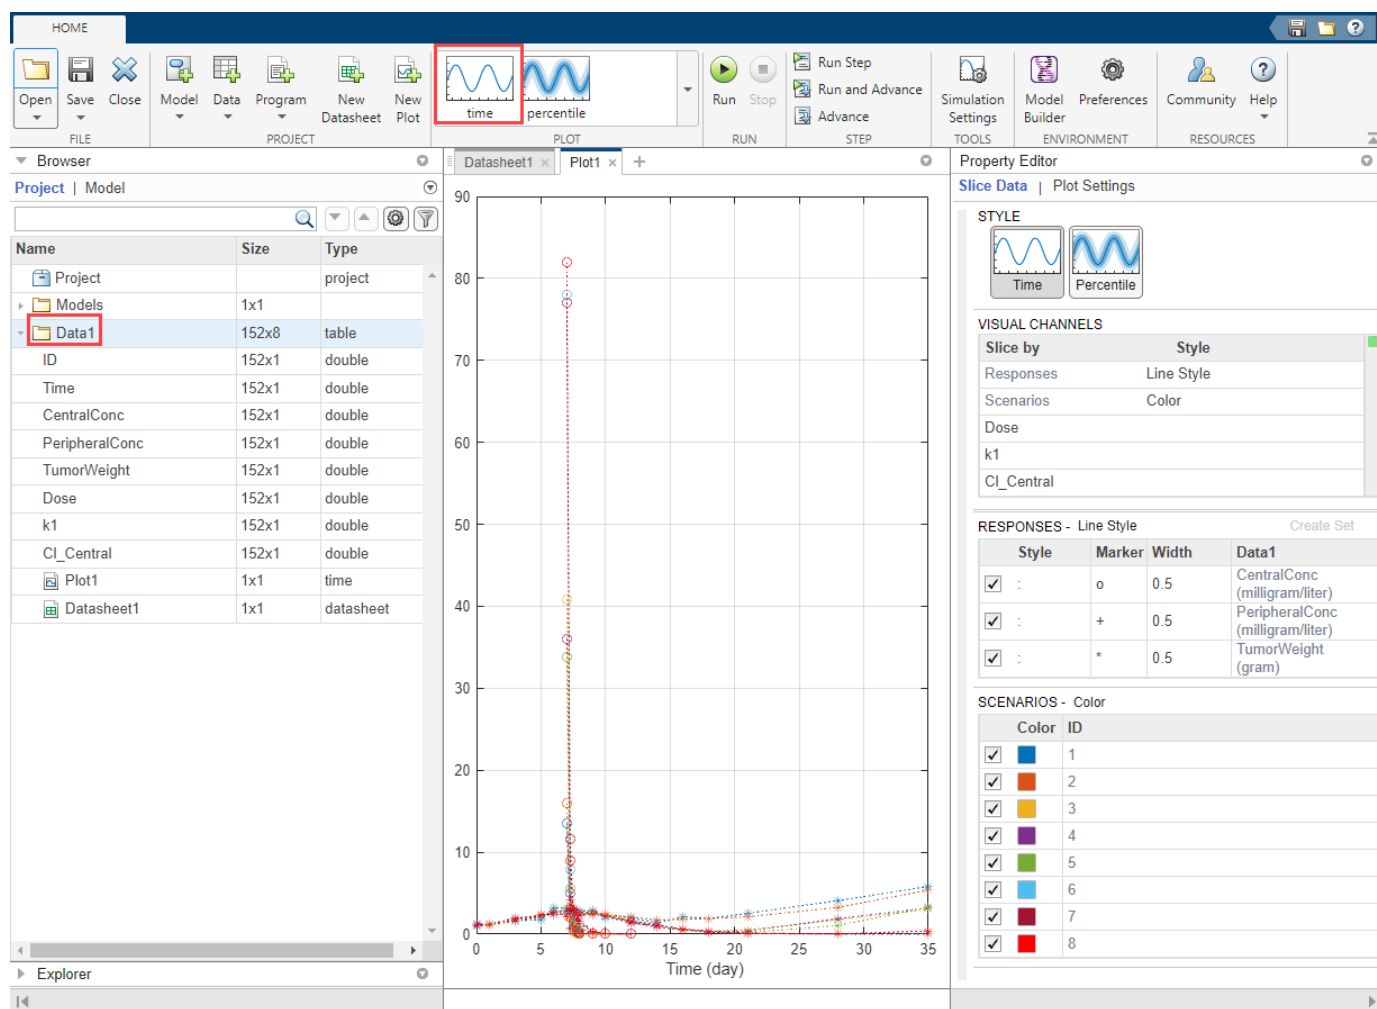 HOME
Open Save Close Model Data Program New Datasheet New Plot time percentile Run Stop Run Step Run and Advance Advance Simulation Settings Model Builder Preferences Community Help
FILE PROJECT PLOT RUN STEP TOOLS ENVIRONMENT RESOURCES
Browser
Project | Model
Name Size Type
Project project
Models 1x1
Data1 152x8 table
ID 152x1 double
Time 152x1 double
CentralConc 152x1 double
PeripheralConc 152x1 double
TumorWeight 152x1 double
Dose 152x1 double
k1 152x1 double
Cl_Central 152x1 double
Plot1 1x1 time
Datasheet1 1x1 datasheet
Explorer
Datasheet1 × Plot1 × +
90
80
70
60
50
40
30
20
10
0
0 5 10 15 20 25 30 35
Time (day)
Property Editor
Slice Data | Plot Settings
STYLE
Time Percentile
VISUAL CHANNELS
Slice by Style
Responses Line Style
Scenarios Color
Dose
k1
Cl_Central
RESPONSES - Line Style Create Set
Style Marker Width Data1
: o 0.5 CentralConc (milligram/liter)
: + 0.5 PeripheralConc (milligram/liter)
: * 0.5 TumorWeight (gram)
SCENARIOS - Color
Color ID
1
2
3
4
5
6
7
8